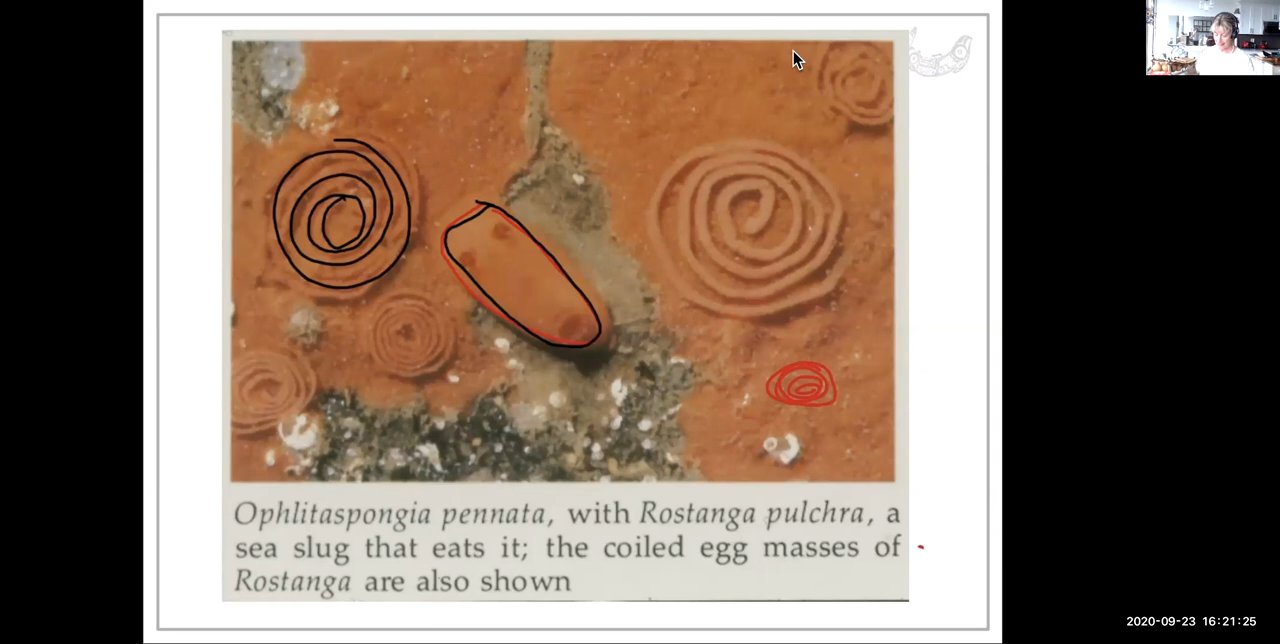 Ophlitaspongia pennata, with Rostanga pulchra, a
sea slug that eats it; the coiled egg masses of
Rostanga are also shown
2020-09-23 16:21:25